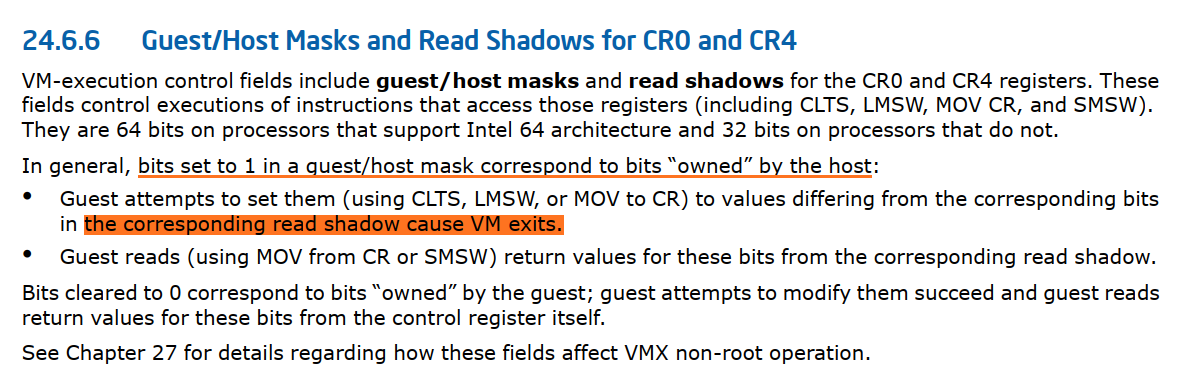 24.6.6 Guest/Host Masks and Read Shadows for CR0 and CR4
VM-execution control fields include guest/host masks and read shadows for the CR0 and CR4 registers. These
fields control executions of instructions that access those registers (including CLTS, LMSW, MOV CR, and SMSW).
They are 64 bits on processors that support Intel 64 architecture and 32 bits on processors that do not.
In general, bits set to 1 in a guest/host mask correspond to bits “owned” by the host:
• Guest attempts to set them (using CLTS, LMSW, or MOV to CR) to values differing from the corresponding bits
in the corresponding read shadow cause VM exits.
• Guest reads (using MOV from CR or SMSW) return values for these bits from the corresponding read shadow.
Bits cleared to 0 correspond to bits “owned” by the guest; guest attempts to modify them succeed and guest reads
return values for these bits from the control register itself.
See Chapter 27 for details regarding how these fields affect VMX non-root operation.